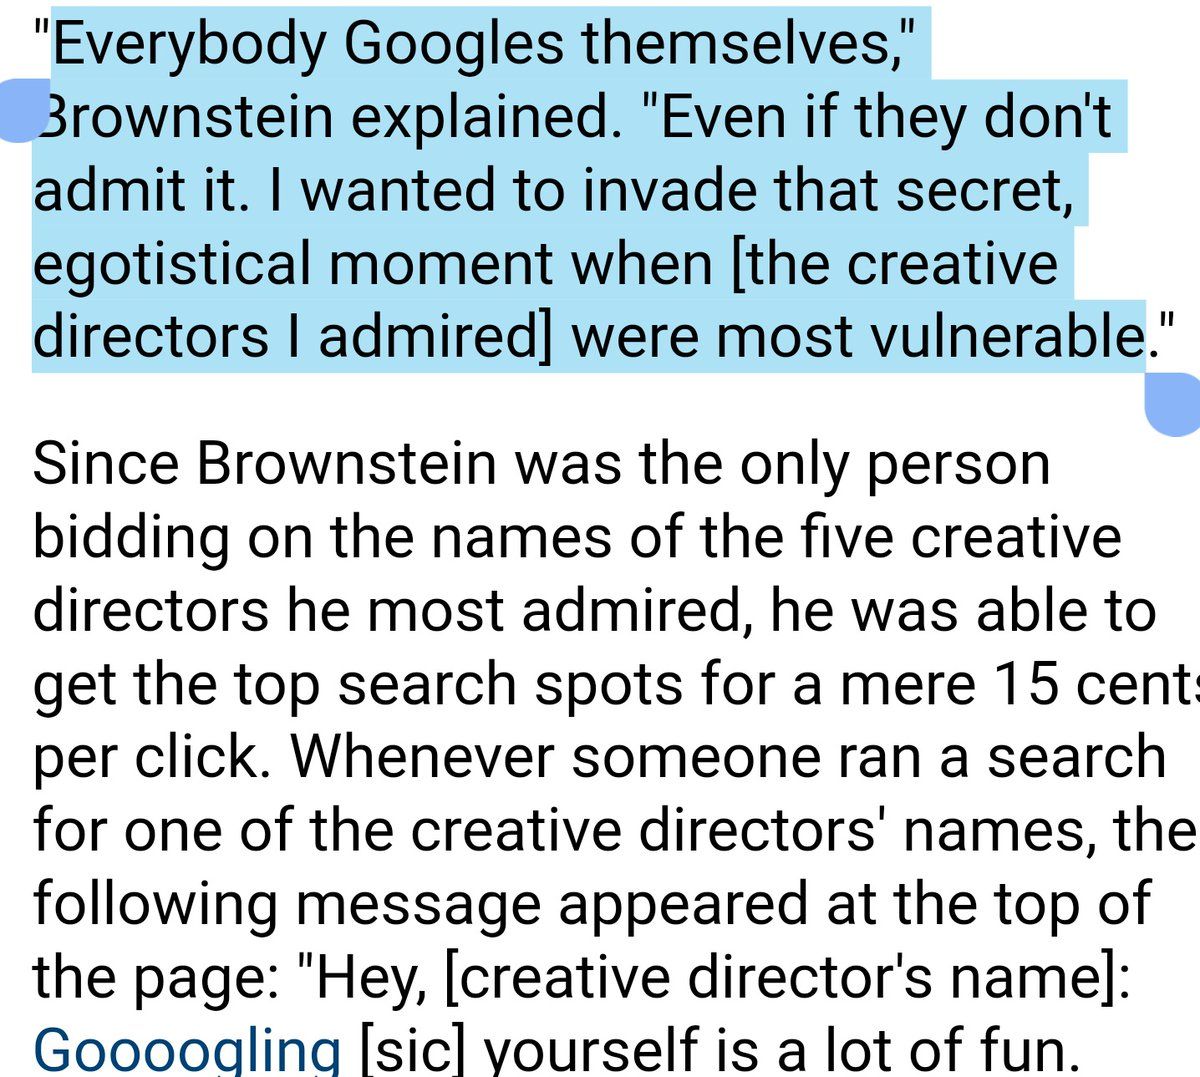 "Everybody Googles themselves,"
Brownstein explained. "Even if they don't
admit it. I wanted to invade that secret,
egotistical moment when [the creative
directors I admired] were most vulnerable."
Since Brownstein was the only person
bidding on the names of the five creative
directors he most admired, he was able to
get the top search spots for a mere 15 cents
per click. Whenever someone ran a search
for one of the creative directors' names, the
following message appeared at the top of
the page: "Hey, [creative director's name]:
Goooogling [sic] yourself is a lot of fun.